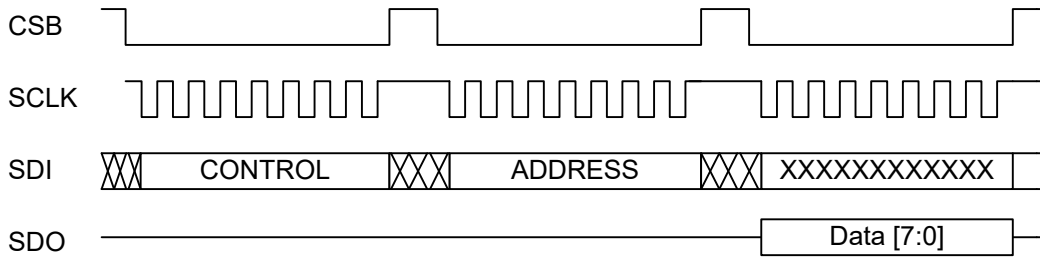 CSB
SCLK
SDI CONTROL ADDRESS XXXXXXXXXXXX
SDO Data [7:0]